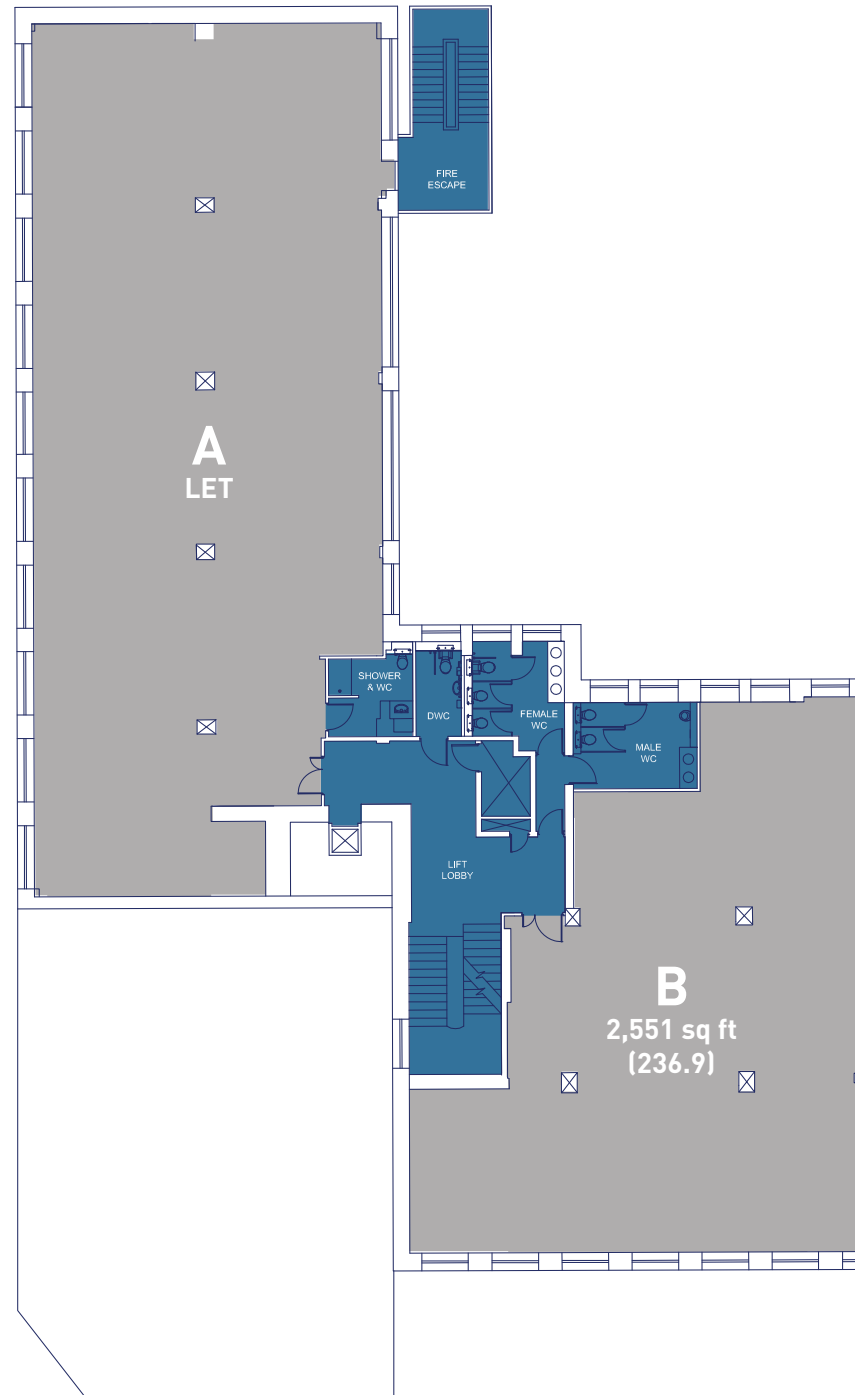 FIRE
ESCAPE
A
LET
SHOWER
& WC
DWC
FEMALE
WC
MALE
WC
LIFT
LOBBY
B
2,551 sq ft
(236.9)